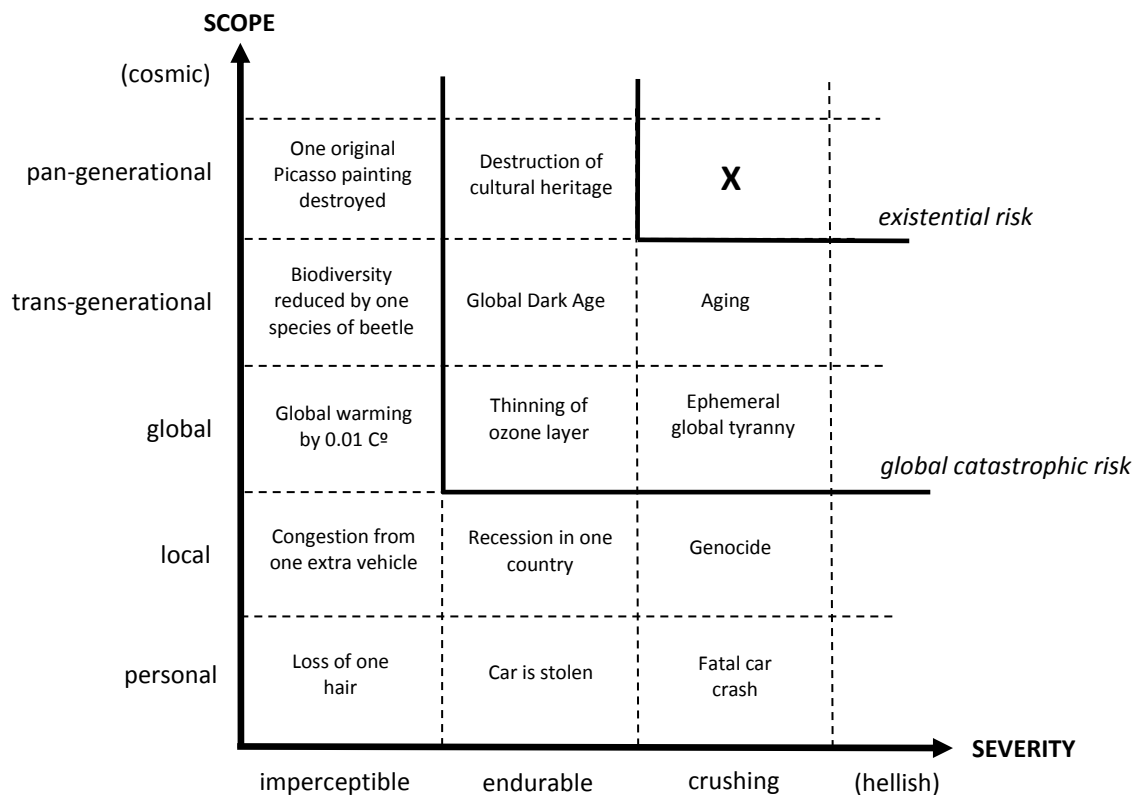 SCOPE
(cosmic)
pan-generational
One original
Picasso painting
destroyed
Destruction of
cultural heritage
X
existential risk
trans-generational
Biodiversity
reduced by one
species of beetle
Global Dark Age
Aging
global
Global warming
by 0.01 Cº
Thinning of
ozone layer
Ephemeral
global tyranny
global catastrophic risk
local
Congestion from
one extra vehicle
Recession in one
country
Genocide
personal
Loss of one
hair
Car is stolen
Fatal car
crash
SEVERITY
imperceptible
endurable
crushing
(hellish)